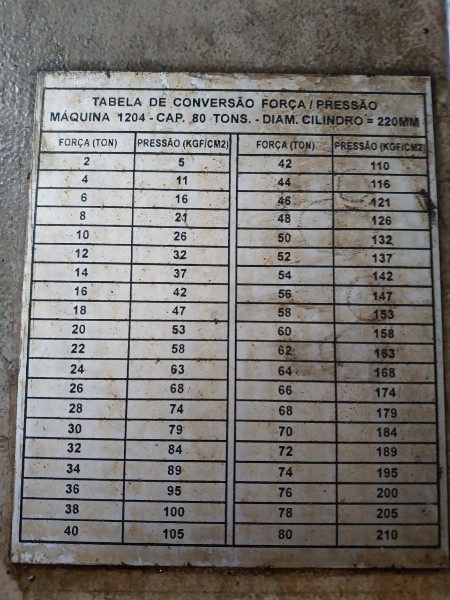 TABELA DE CONVERSÃO FORÇA / PRESSÃO
MÁQUINA 1204 - CAP. 80 TONS. - DIAM. CILINDRO = 220MM
FORÇA (TON) PRESSÃO (KGF/CM2) FORÇA (TON) PRESSÃO (KGF/CM2)
2 5 42 110
4 11 44 116
6 16 46 121
8 21 48 126
10 26 50 132
12 32 52 137
14 37 54 142
16 42 56 147
18 47 58 153
20 53 60 158
22 58 62 163
24 63 64 168
26 68 66 174
28 74 68 179
30 79 70 184
32 84 72 189
34 89 74 195
36 95 76 200
38 100 78 205
40 105 80 210